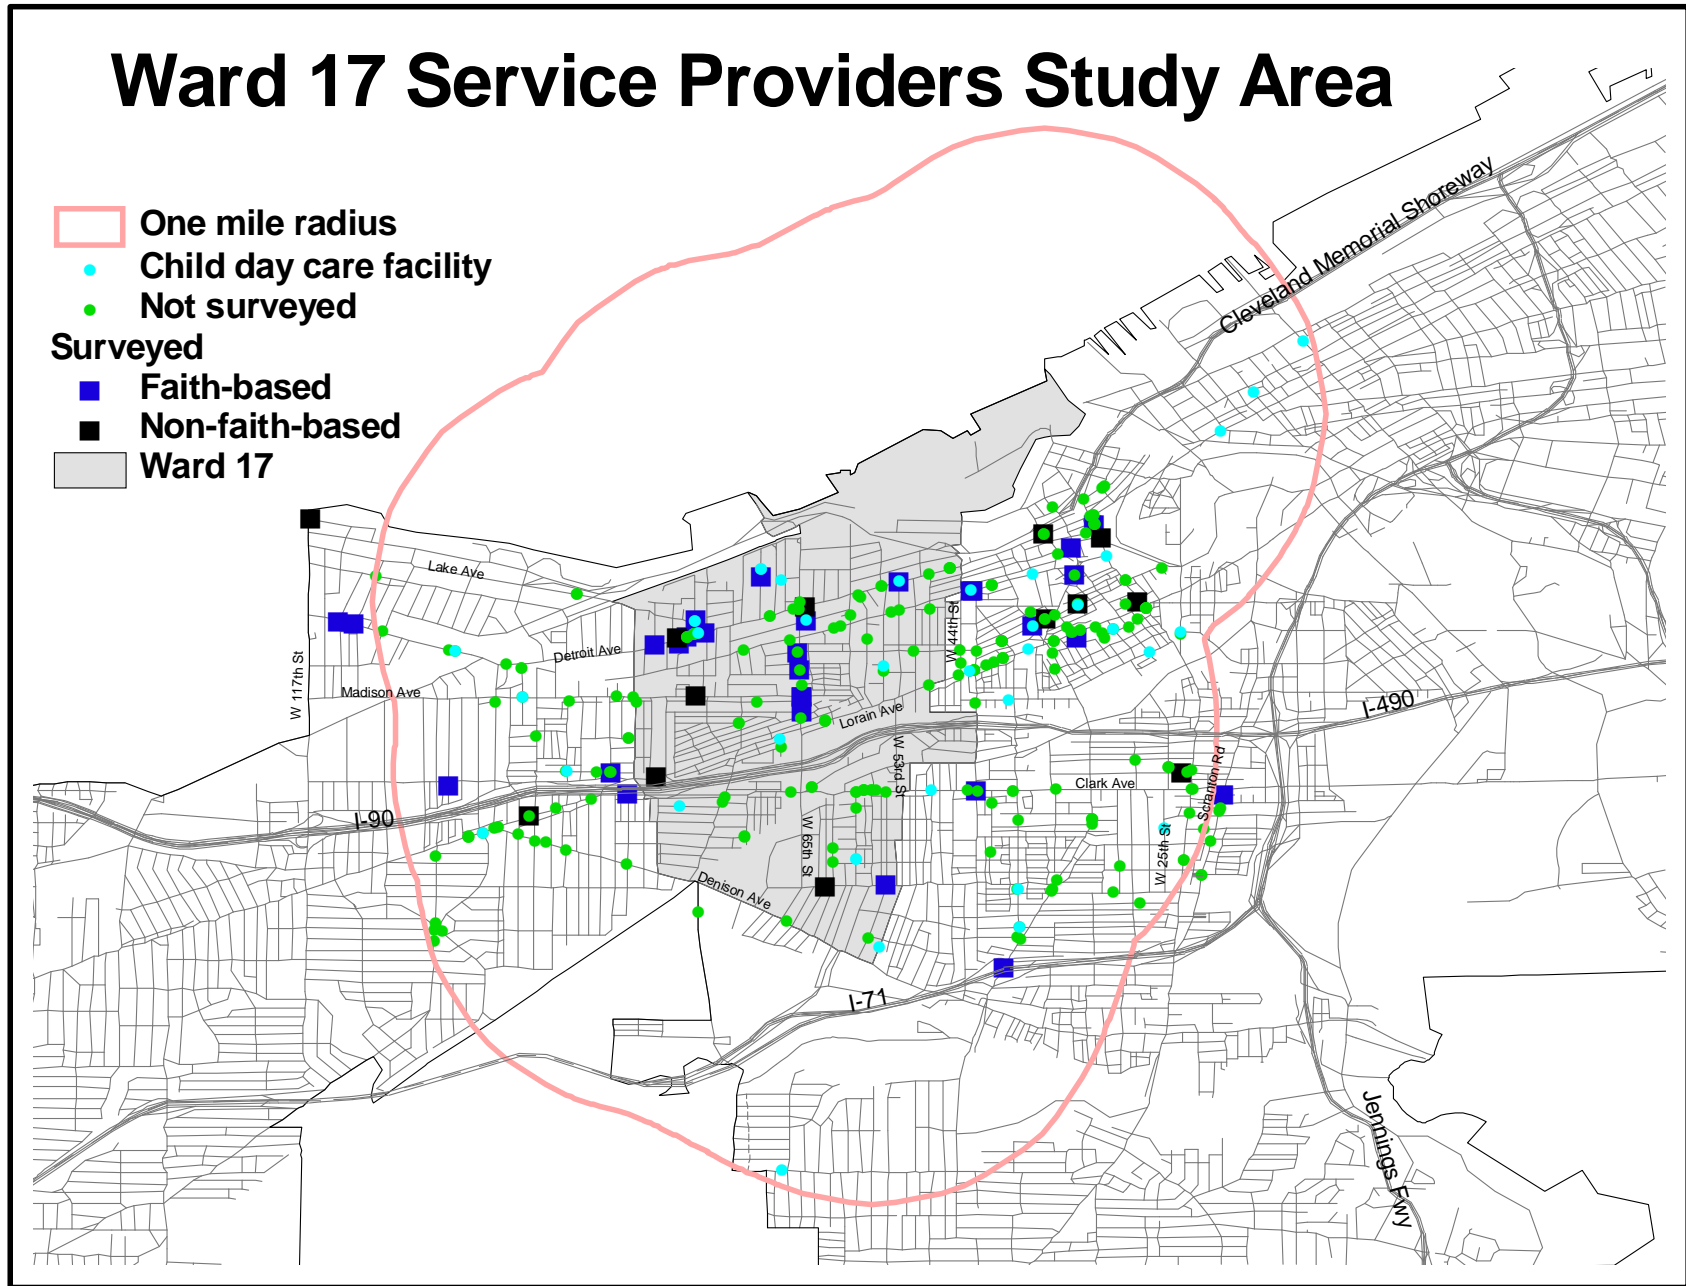 Ward 17 Service Providers Study Area
One mile radius
Child day care facility
Not surveyed
Surveyed
Faith-based
Non-faith-based
Ward 17
Cleveland Memorial Shoreway
Lake Ave
W 44th St
Detroit Ave
W 117th St
Madison Ave
Lorain Ave
I-490
W 53rd St
Clark Ave
Scranton Rd
I-90
W 65th St
W 25th St
Denison Ave
I-71
Jennings Fwy